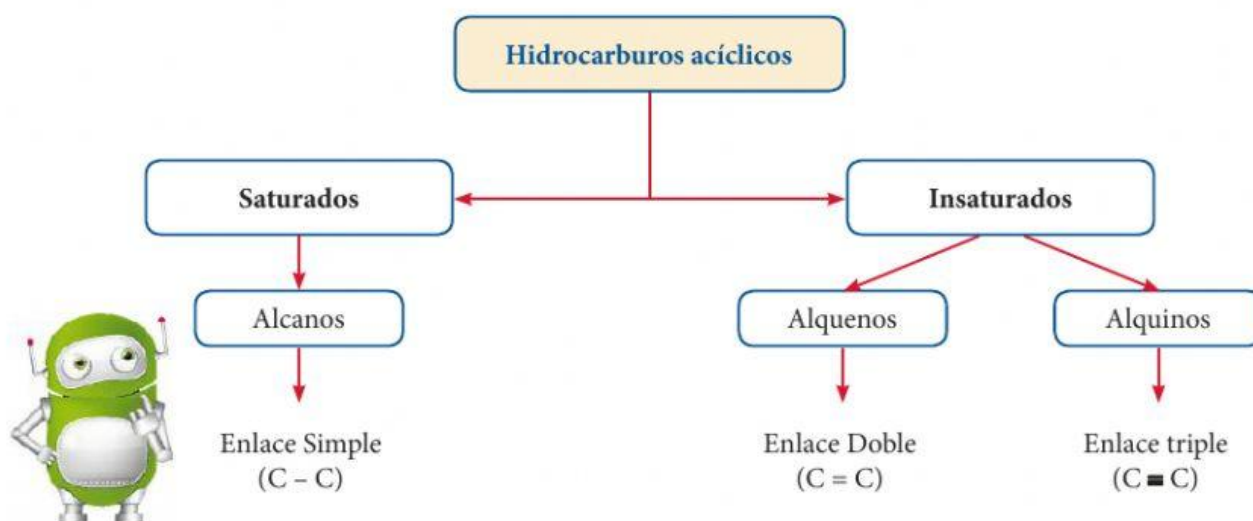 Hidrocarburos acíclicos
Saturados
Insaturados
Alcanos
Alquenos
Alquinos
Enlace Simple
(C – C)
Enlace Doble
(C = C)
Enlace triple
(C ≡ C)